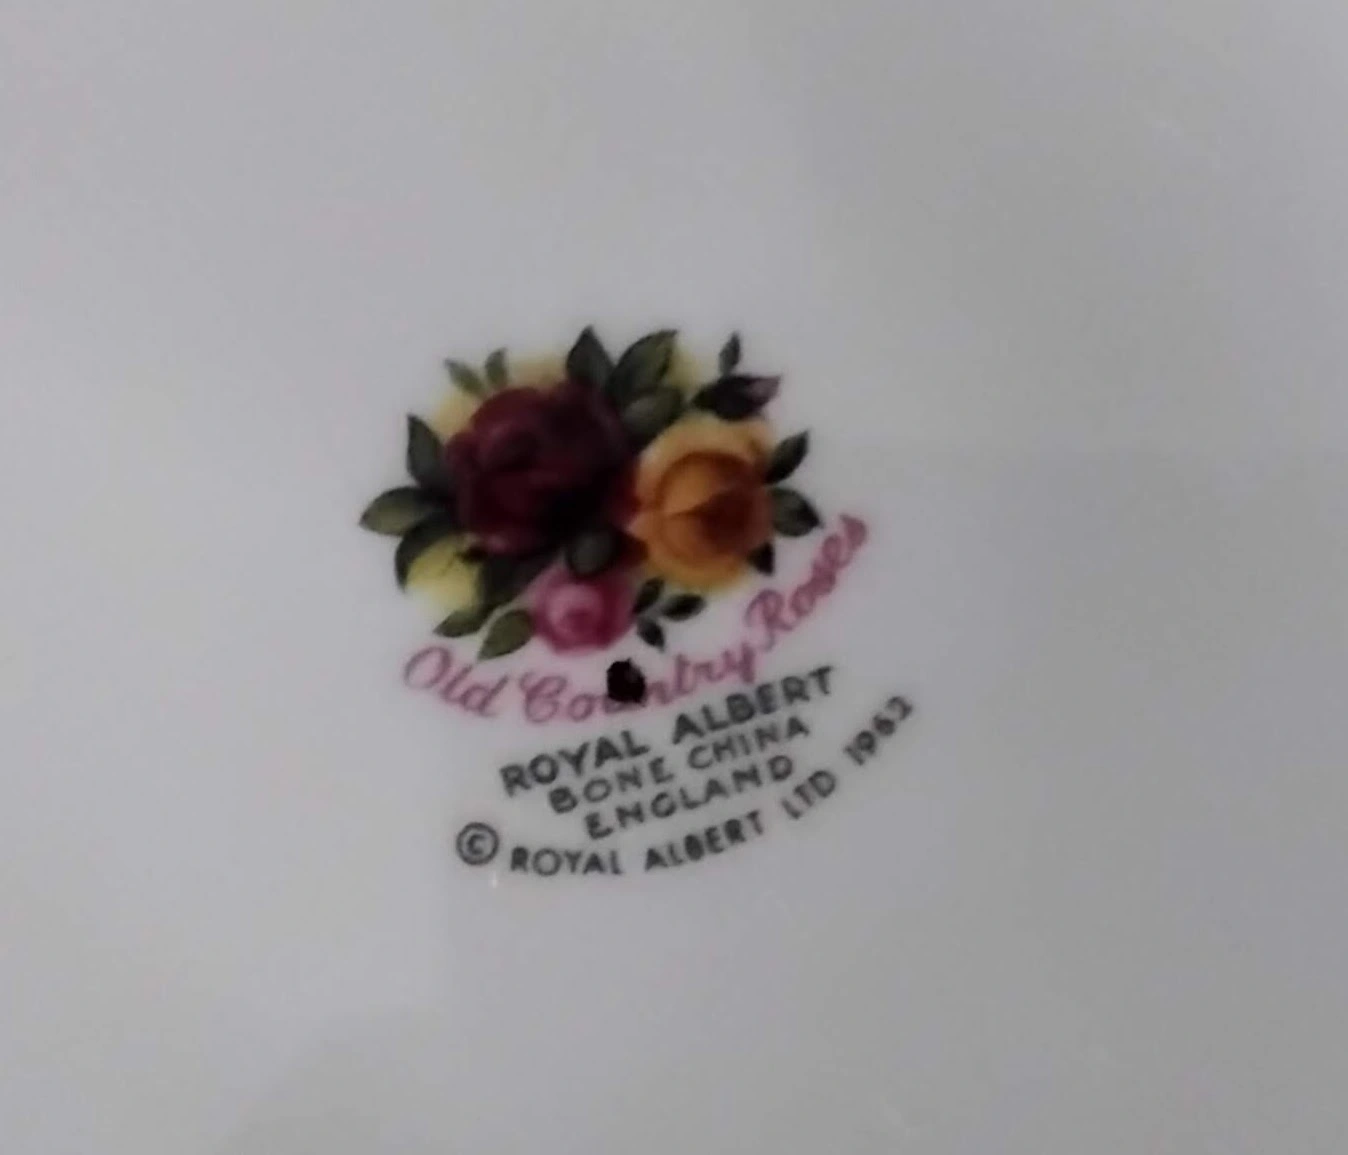 Old Country Roses
ROYAL ALBERT
BONE CHINA
ENGLAND
© ROYAL ALBERT LTD 1962